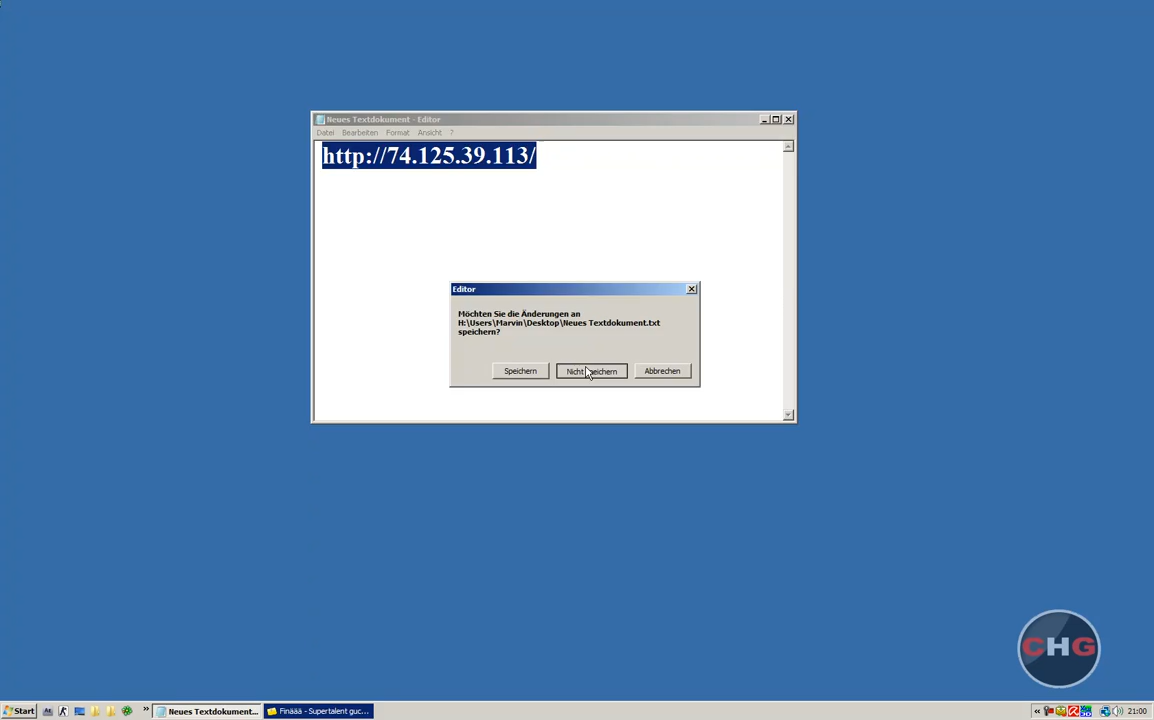 Neues Textdokument - Editor
Datei Bearbeiten Format Ansicht ?
http://74.125.39.113/
Editor
Möchten Sie die Änderungen an
H:\Users\Marvin\Desktop\Neues Textdokument.txt
speichern?
Speichern Nicht speichern Abbrechen
CHG
Start » Neues Textdokument... Finäää - Supertalent guc... « 21:00